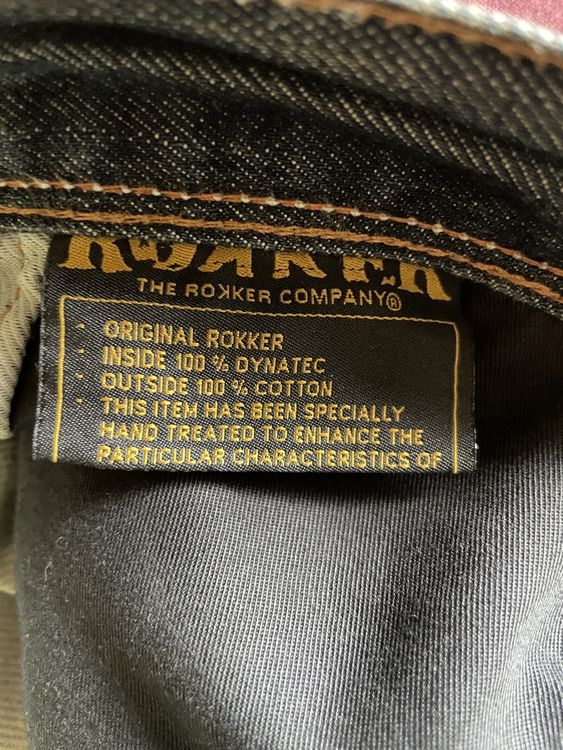 ROKKER
THE ROKKER COMPANY®
- ORIGINAL ROKKER
- INSIDE 100 % DYNATEC
- OUTSIDE 100 % COTTON
- THIS ITEM HAS BEEN SPECIALLY
HAND TREATED TO ENHANCE THE
PARTICULAR CHARACTERISTICS OF